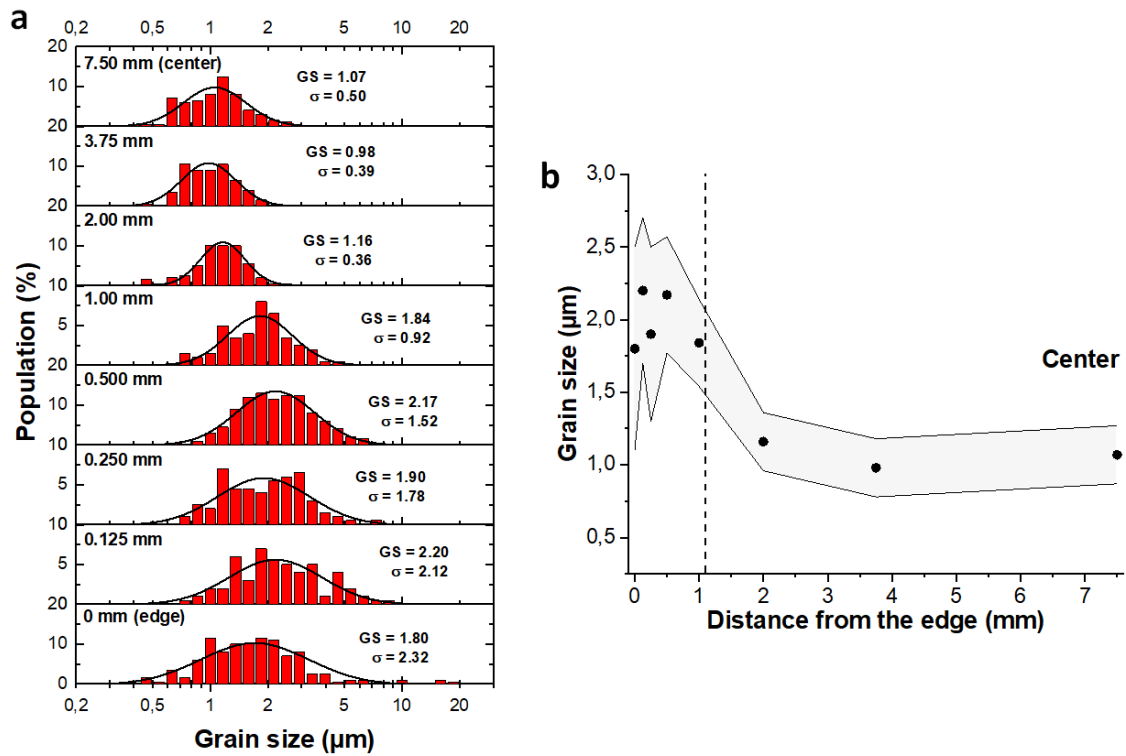 a
0,2 0,5 1 2 5 10 20
20
7.50 mm (center)
10
GS = 1.07
σ = 0.50
20
3.75 mm
10
GS = 0.98
σ = 0.39
20
2.00 mm
10
GS = 1.16
σ = 0.36
10
1.00 mm
5
GS = 1.84
σ = 0.92
20
0.500 mm
10
GS = 2.17
σ = 1.52
10
0.250 mm
5
GS = 1.90
σ = 1.78
10
0.125 mm
5
GS = 2.20
σ = 2.12
20
0 mm (edge)
10
GS = 1.80
σ = 2.32
0
0,2 0,5 1 2 5 10 20
Population (%)
Grain size (µm)
b
3,0
2,5
2,0
1,5
1,0
0,5
Grain size (µm)
Center
0 1 2 3 4 5 6 7
Distance from the edge (mm)